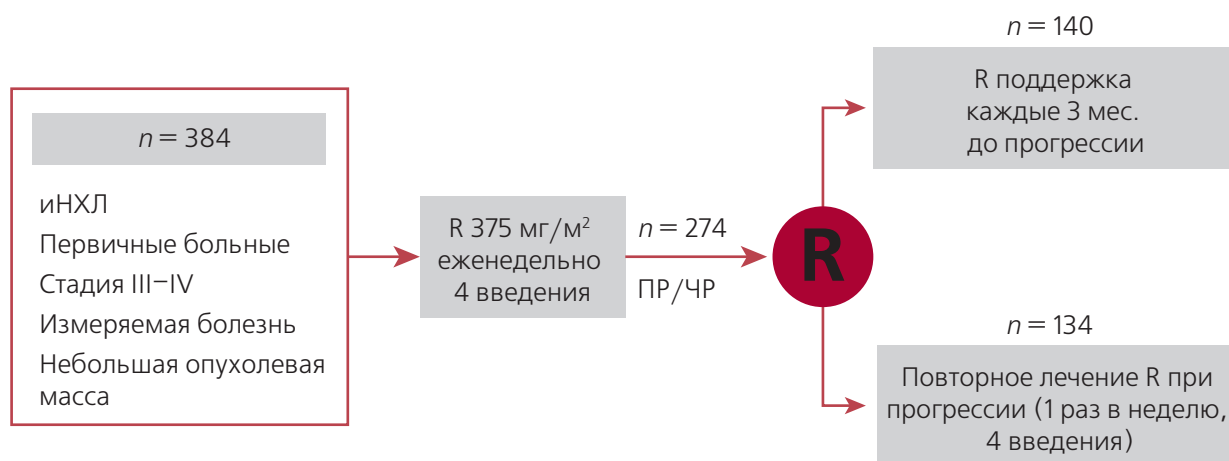 n = 384
иНХЛ
Первичные больные
Стадия III–IV
Измеряемая болезнь
Небольшая опухолевая
масса
R 375 мг/м²
еженедельно
4 введения
n = 274
ПР/ЧР
R
n = 140
R поддержка
каждые 3 мес.
до прогрессии
n = 134
Повторное лечение R при
прогрессии (1 раз в неделю,
4 введения)